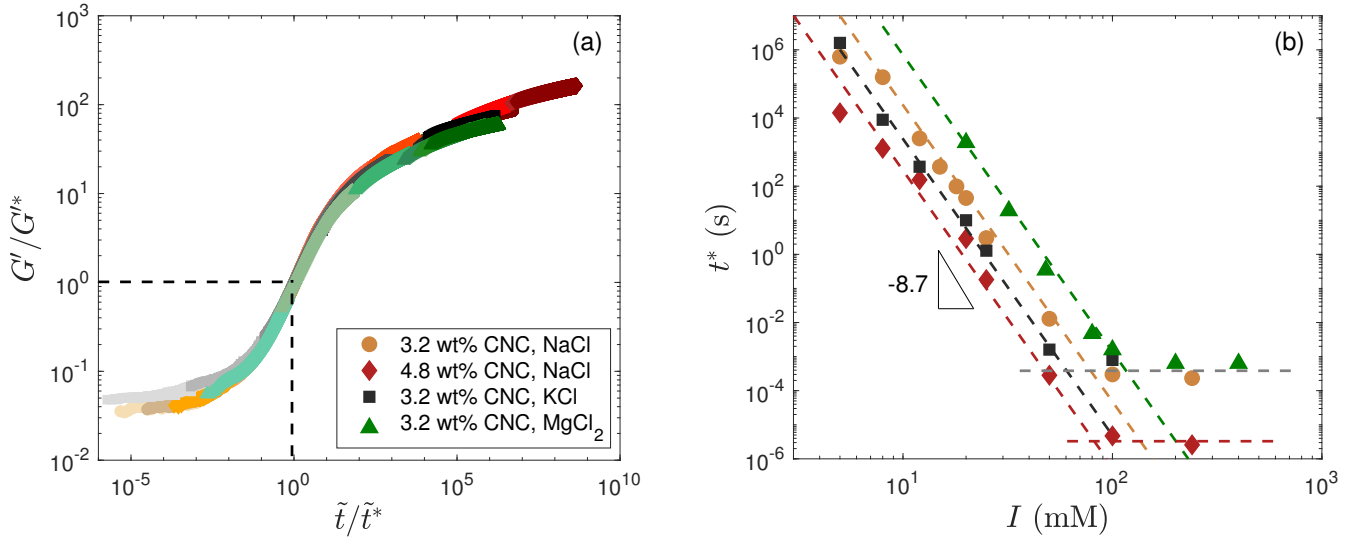 (a)
10^3
10^2
10^1
10^0
10^-1
10^-2
G′/G′*
10^-5
10^0
10^5
10^10
t̃/t̃*
3.2 wt% CNC, NaCl
4.8 wt% CNC, NaCl
3.2 wt% CNC, KCl
3.2 wt% CNC, MgCl₂
(b)
10^6
10^4
10^2
10^0
10^-2
10^-4
10^-6
t* (s)
-8.7
10^1
10^2
10^3
I (mM)